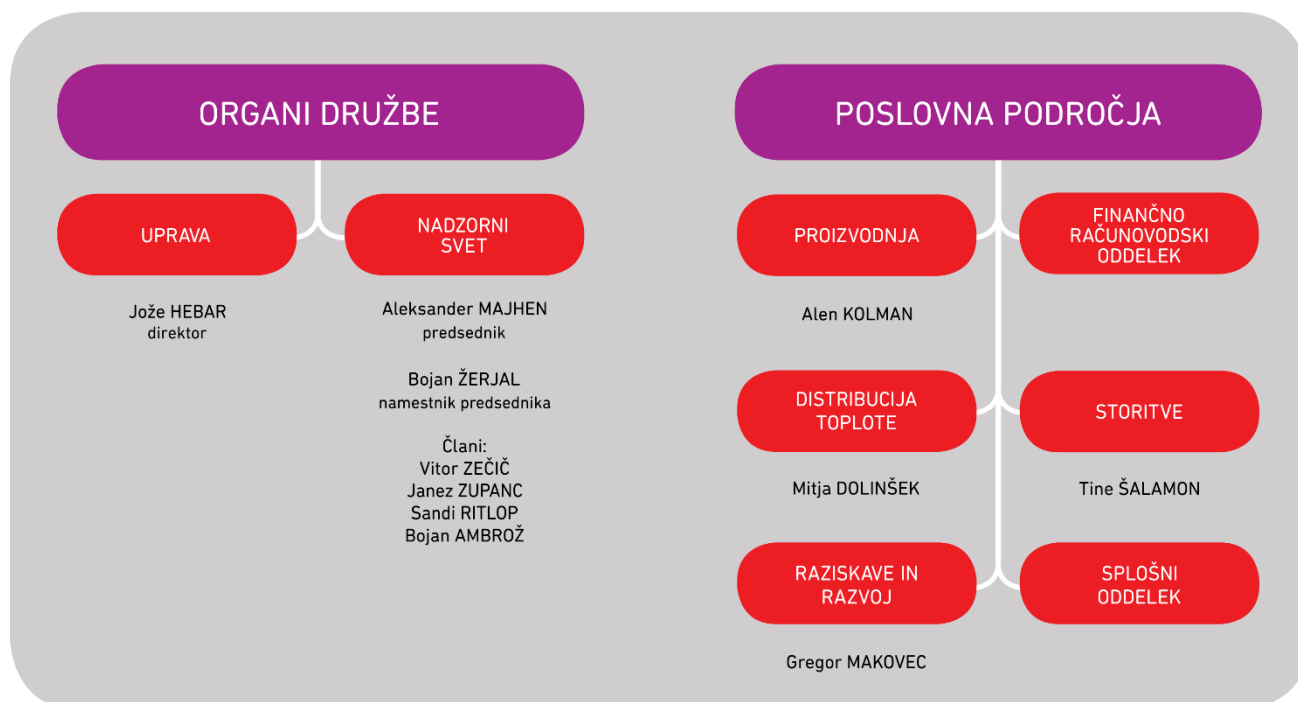 ORGANI DRUŽBE
UPRAVA
Jože HEBAR
direktor
NADZORNI
SVET
Aleksander MAJHEN
predsednik
Bojan ŽERJAL
namestnik predsednika
Člani:
Vitor ZEČIČ
Janez ZUPANC
Sandi RITLOP
Bojan AMBROŽ
POSLOVNA PODROČJA
PROIZVODNJA
Alen KOLMAN
FINANČNO
RAČUNOVODSKI
ODDELEK
DISTRIBUCIJA
TOPLOTE
Mitja DOLINŠEK
STORITVE
Tine ŠALAMON
RAZISKAVE IN
RAZVOJ
Gregor MAKOVEC
SPLOŠNI
ODDELEK